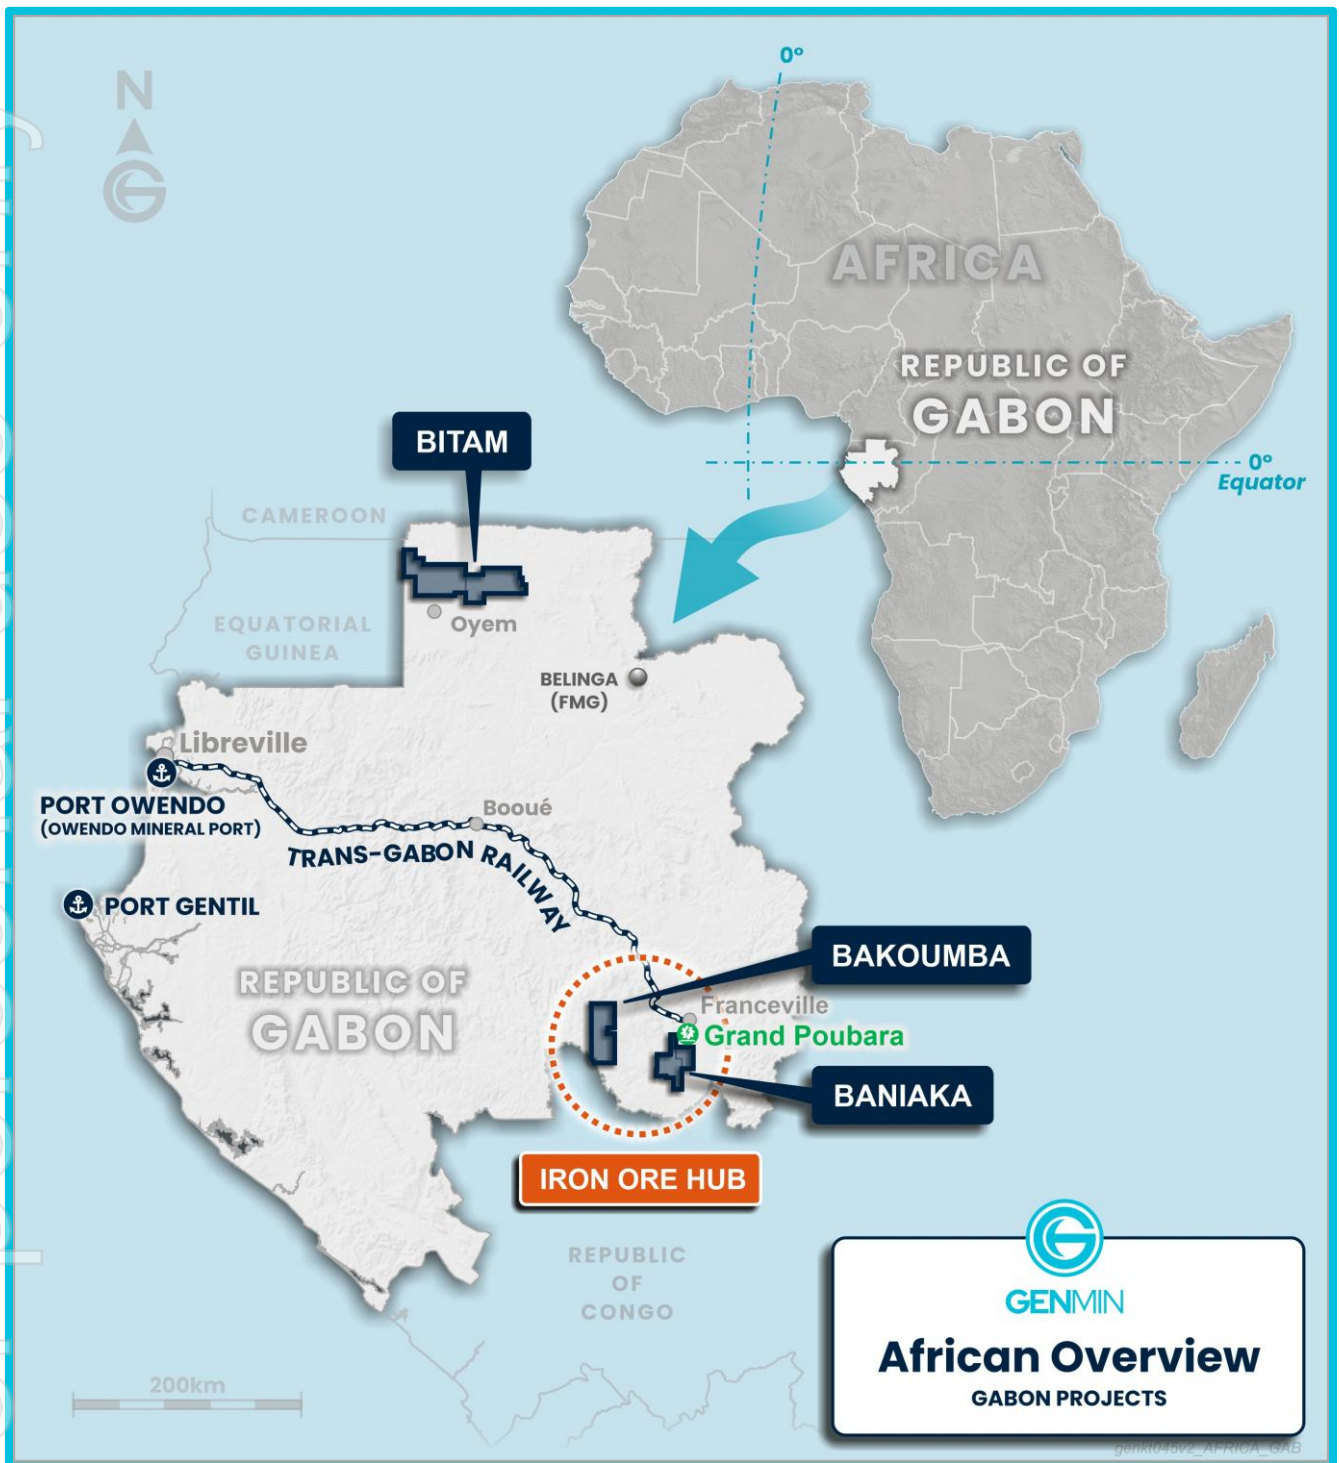 N
0°
AFRICA
REPUBLIC OF
GABON
0°
Equator
BITAM
CAMEROON
EQUATORIAL
GUINEA
Oyem
BELINGA
(FMG)
Libreville
PORT OWENDO
(OWENDO MINERAL PORT)
Booué
TRANS-GABON RAILWAY
PORT GENTIL
REPUBLIC OF
GABON
BAKOUMBA
Franceville
Grand Poubara
BANIAKA
IRON ORE HUB
REPUBLIC
OF
CONGO
200km
GENMIN
African Overview
GABON PROJECTS
genkt045v2_AFRICA_GAB